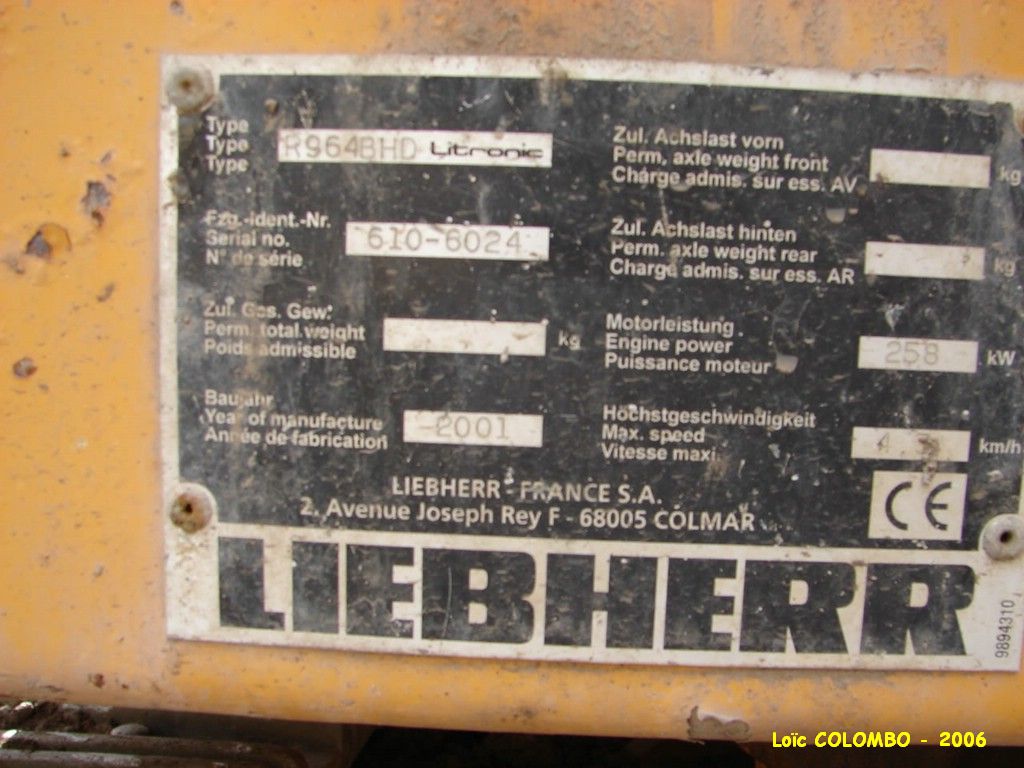 Type
Type
Type
R964BHD Litronic
Fzg.-Ident.-Nr.
Serial no.
N° de série
610-6024
Zul. Ges. Gew.
Perm. total weight
Poids admissible
kg
Baujahr
Year of manufacture
Année de fabrication
2001
Zul. Achslast vorn
Perm. axle weight front
Charge admis. sur ess. AV
kg
Zul. Achslast hinten
Perm. axle weight rear
Charge admis. sur ess. AR
kg
Motorleistung
Engine power
Puissance moteur
258 kW
Höchstgeschwindigkeit
Max. speed
Vitesse maxi.
km/h
LIEBHERR - FRANCE S.A.
2. Avenue Joseph Rey F - 68005 COLMAR
CE
LIEBHERR
9894310
Loïc COLOMBO - 2006